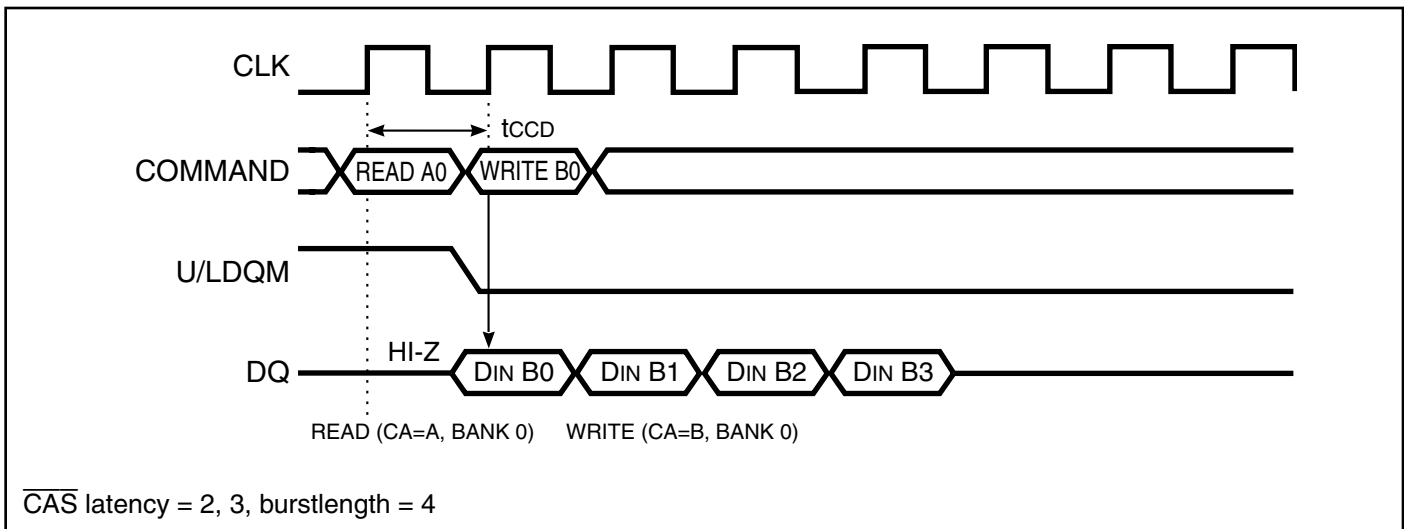 CLK
tCCD
COMMAND READ A0 WRITE B0
U/LDQM
HI-Z
DQ DIN B0 DIN B1 DIN B2 DIN B3
READ (CA=A, BANK 0) WRITE (CA=B, BANK 0)
C̅A̅S̅ latency = 2, 3, burstlength = 4